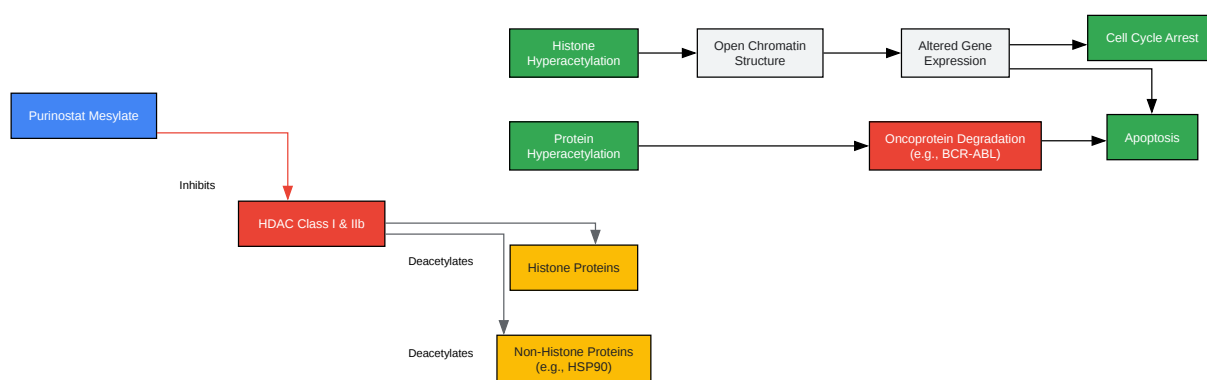 Histone
Hyperacetylation
Open Chromatin
Structure
Altered Gene
Expression
Cell Cycle Arrest
Purinostat Mesylate
Protein
Hyperacetylation
Oncoprotein Degradation
(e.g., BCR-ABL)
Apoptosis
Inhibits
HDAC Class I & IIb
Deacetylates
Histone Proteins
Deacetylates
Non-Histone Proteins
(e.g., HSP90)